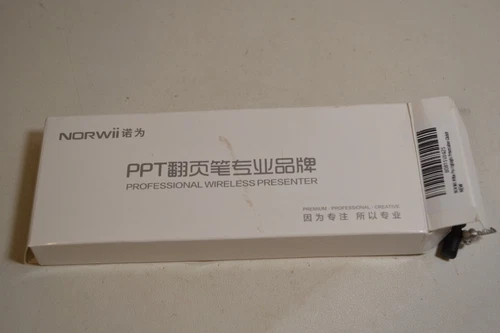 NORWii 诺为
PPT翻页笔专业品牌
PROFESSIONAL WIRELESS PRESENTER
PREMIUM · PROFESSIONAL · CREATIVE
因为专注 所以专业